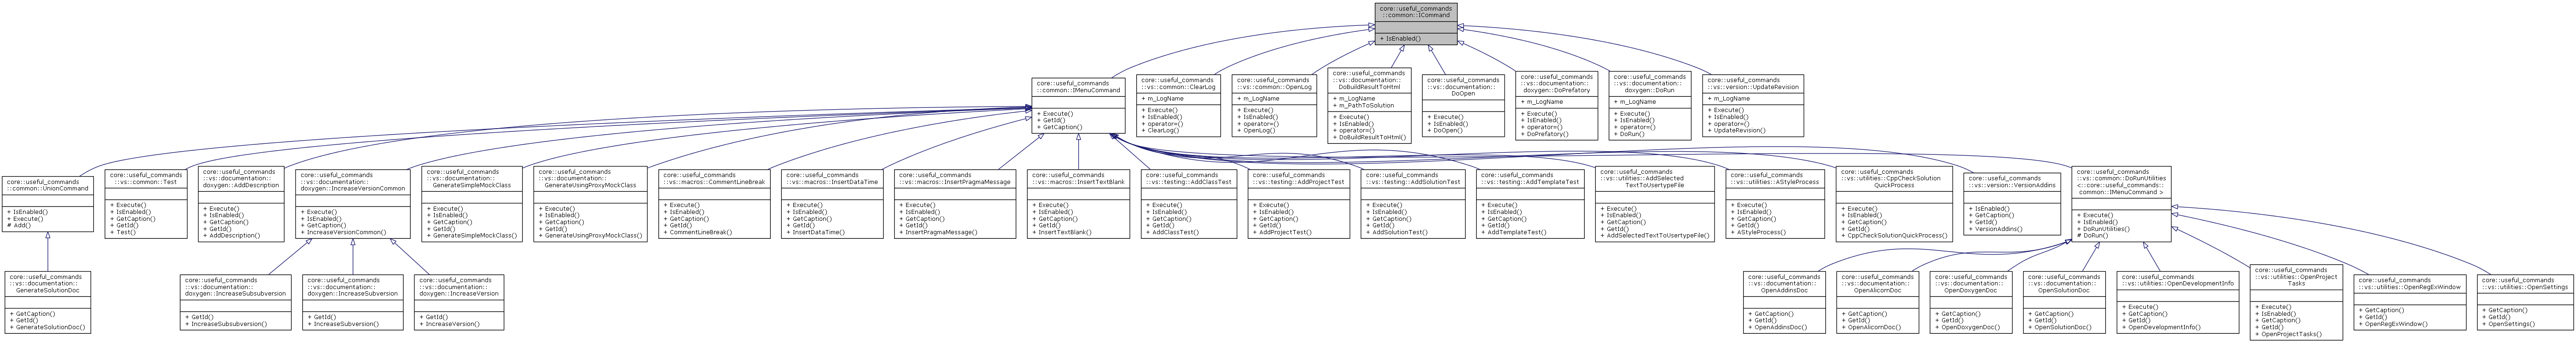 core::useful_commands
::common::ICommand
+ IsEnabled()
core::useful_commands
::common::IMenuCommand
+ Execute()
+ GetId()
+ GetCaption()
core::useful_commands
::vs::common::ClearLog
+ m_LogName
+ Execute()
+ IsEnabled()
+ operator=()
+ ClearLog()
core::useful_commands
::vs::common::OpenLog
+ m_LogName
+ Execute()
+ IsEnabled()
+ operator=()
+ OpenLog()
core::useful_commands
::vs::documentation::
DoBuildResultToHtml
+ m_LogName
+ m_PathToSolution
+ Execute()
+ IsEnabled()
+ operator=()
+ DoBuildResultToHtml()
core::useful_commands
::vs::documentation::
DoOpen
+ Execute()
+ IsEnabled()
+ DoOpen()
core::useful_commands
::vs::documentation::
doxygen::DoPrefatory
+ m_LogName
+ Execute()
+ IsEnabled()
+ operator=()
+ DoPrefatory()
core::useful_commands
::vs::documentation::
doxygen::DoRun
+ m_LogName
+ Execute()
+ IsEnabled()
+ operator=()
+ DoRun()
core::useful_commands
::vs::version::UpdateRevision
+ m_LogName
+ Execute()
+ IsEnabled()
+ operator=()
+ UpdateRevision()
core::useful_commands
::common::UnionCommand
+ IsEnabled()
+ Execute()
# Add()
core::useful_commands
::vs::common::Test
+ Execute()
+ IsEnabled()
+ GetCaption()
+ GetId()
+ Test()
core::useful_commands
::vs::documentation::
doxygen::AddDescription
+ Execute()
+ IsEnabled()
+ GetCaption()
+ GetId()
+ AddDescription()
core::useful_commands
::vs::documentation::
doxygen::IncreaseVersionCommon
+ Execute()
+ IsEnabled()
+ GetCaption()
+ IncreaseVersionCommon()
core::useful_commands
::vs::documentation::
GenerateSimpleMockClass
+ Execute()
+ IsEnabled()
+ GetCaption()
+ GetId()
+ GenerateSimpleMockClass()
core::useful_commands
::vs::documentation::
GenerateUsingProxyMockClass
+ Execute()
+ IsEnabled()
+ GetCaption()
+ GetId()
+ GenerateUsingProxyMockClass()
core::useful_commands
::vs::macros::CommentLineBreak
+ Execute()
+ IsEnabled()
+ GetCaption()
+ GetId()
+ CommentLineBreak()
core::useful_commands
::vs::macros::InsertDataTime
+ Execute()
+ IsEnabled()
+ GetCaption()
+ GetId()
+ InsertDataTime()
core::useful_commands
::vs::macros::InsertPragmaMessage
+ Execute()
+ IsEnabled()
+ GetCaption()
+ GetId()
+ InsertPragmaMessage()
core::useful_commands
::vs::macros::InsertTextBlank
+ Execute()
+ IsEnabled()
+ GetCaption()
+ GetId()
+ InsertTextBlank()
core::useful_commands
::vs::testing::AddClassTest
+ Execute()
+ IsEnabled()
+ GetCaption()
+ GetId()
+ AddClassTest()
core::useful_commands
::vs::testing::AddProjectTest
+ Execute()
+ IsEnabled()
+ GetCaption()
+ GetId()
+ AddProjectTest()
core::useful_commands
::vs::testing::AddSolutionTest
+ Execute()
+ IsEnabled()
+ GetCaption()
+ GetId()
+ AddSolutionTest()
core::useful_commands
::vs::testing::AddTemplateTest
+ Execute()
+ IsEnabled()
+ GetCaption()
+ GetId()
+ AddTemplateTest()
core::useful_commands
::vs::utilities::AddSelected
TextToUsertypeFile
+ Execute()
+ IsEnabled()
+ GetCaption()
+ GetId()
+ AddSelectedTextToUsertypeFile()
core::useful_commands
::vs::utilities::AStyleProcess
+ Execute()
+ IsEnabled()
+ GetCaption()
+ GetId()
+ AStyleProcess()
core::useful_commands
::vs::utilities::CppCheckSolution
QuickProcess
+ Execute()
+ IsEnabled()
+ GetCaption()
+ GetId()
+ CppCheckSolutionQuickProcess()
core::useful_commands
::vs::version::VersionAddins
+ IsEnabled()
+ GetCaption()
+ GetId()
+ VersionAddins()
core::useful_commands
::vs::common::DoRunUtilities
< ::core::useful_commands::
common::IMenuCommand >
+ Execute()
+ IsEnabled()
+ DoRunUtilities()
# DoRun()
core::useful_commands
::vs::documentation::
GenerateSolutionDoc
+ GetCaption()
+ GetId()
+ GenerateSolutionDoc()
core::useful_commands
::vs::documentation::
doxygen::IncreaseSubsubversion
+ GetId()
+ IncreaseSubsubversion()
core::useful_commands
::vs::documentation::
doxygen::IncreaseSubversion
+ GetId()
+ IncreaseSubversion()
core::useful_commands
::vs::documentation::
doxygen::IncreaseVersion
+ GetId()
+ IncreaseVersion()
core::useful_commands
::vs::documentation::
OpenAddinsDoc
+ GetCaption()
+ GetId()
+ OpenAddinsDoc()
core::useful_commands
::vs::documentation::
OpenAlicornDoc
+ GetCaption()
+ GetId()
+ OpenAlicornDoc()
core::useful_commands
::vs::documentation::
OpenDoxygenDoc
+ GetCaption()
+ GetId()
+ OpenDoxygenDoc()
core::useful_commands
::vs::documentation::
OpenSolutionDoc
+ GetCaption()
+ GetId()
+ OpenSolutionDoc()
core::useful_commands
::vs::utilities::OpenDevelopmentInfo
+ Execute()
+ GetCaption()
+ GetId()
+ OpenDevelopmentInfo()
core::useful_commands
::vs::utilities::OpenProject
Tasks
+ Execute()
+ IsEnabled()
+ GetCaption()
+ GetId()
+ OpenProjectTasks()
core::useful_commands
::vs::utilities::OpenRegExWindow
+ GetCaption()
+ GetId()
+ OpenRegExWindow()
core::useful_commands
::vs::utilities::OpenSettings
+ GetCaption()
+ GetId()
+ OpenSettings()